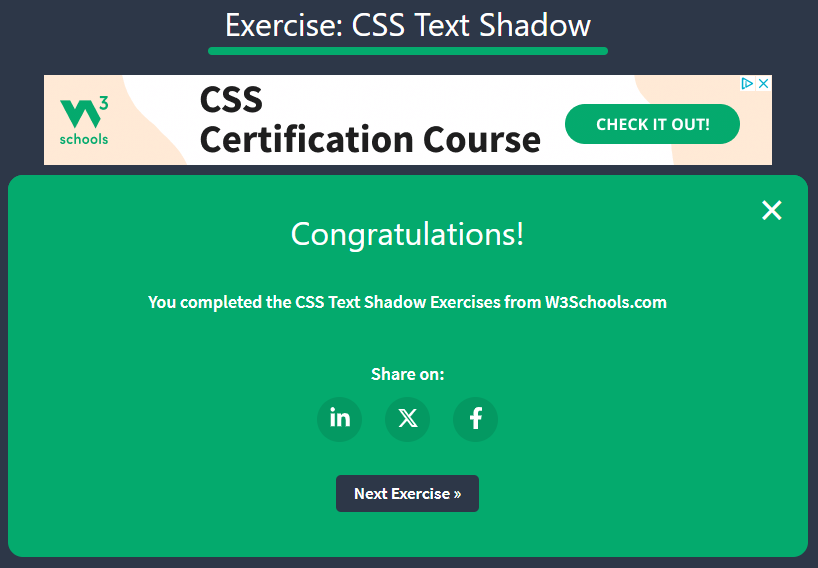 Exercise: CSS Text Shadow
W3
schools
CSS
Certification Course
CHECK IT OUT!
Congratulations!
You completed the CSS Text Shadow Exercises from W3Schools.com
Share on:
in
X
f
Next Exercise »